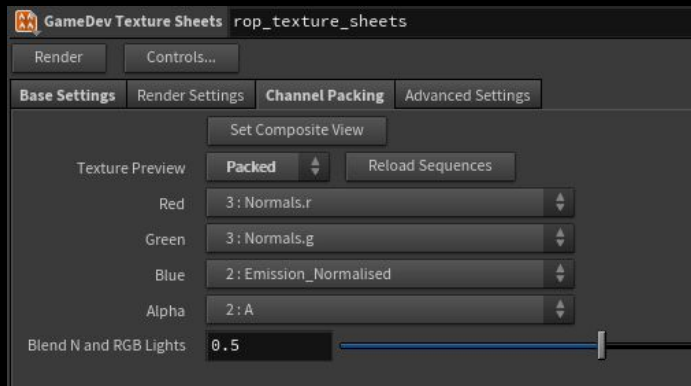 GameDev Texture Sheets rop_texture_sheets
Render Controls...
Base Settings Render Settings Channel Packing Advanced Settings
Set Composite View
Texture Preview Packed Reload Sequences
Red 3 : Normals.r
Green 3 : Normals.g
Blue 2 : Emission_Normalised
Alpha 2 : A
Blend N and RGB Lights 0.5